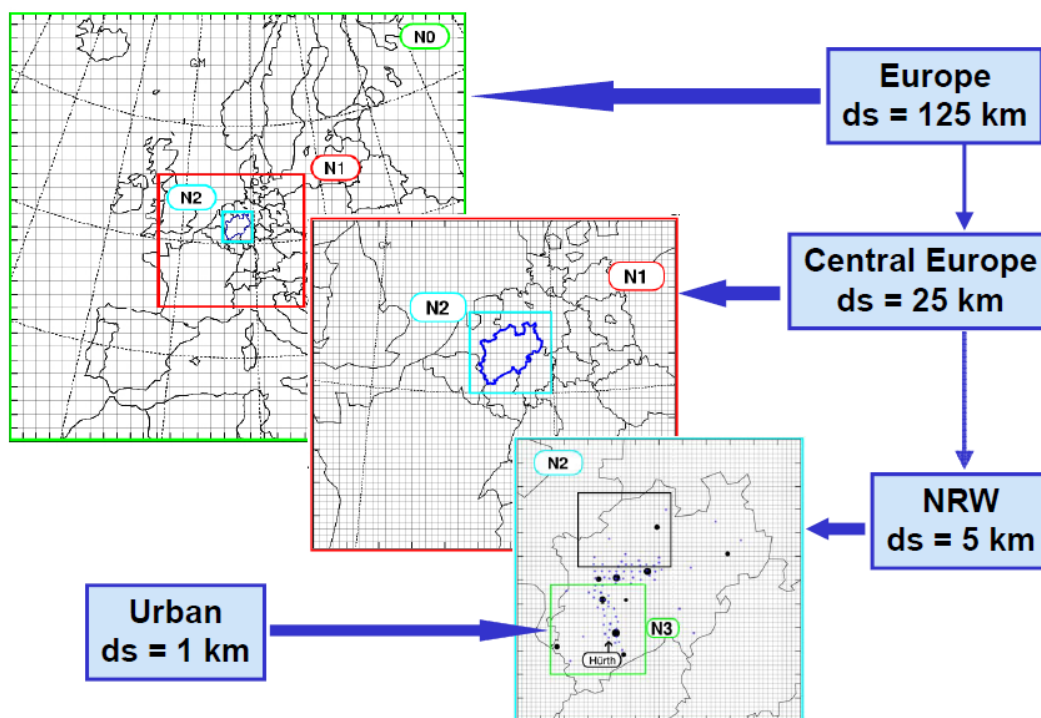 N0
GM
Europe
ds = 125 km
N1
N2
GM
N1
Central Europe
ds = 25 km
N2
N2
NRW
ds = 5 km
Urban
ds = 1 km
N3
Hürth